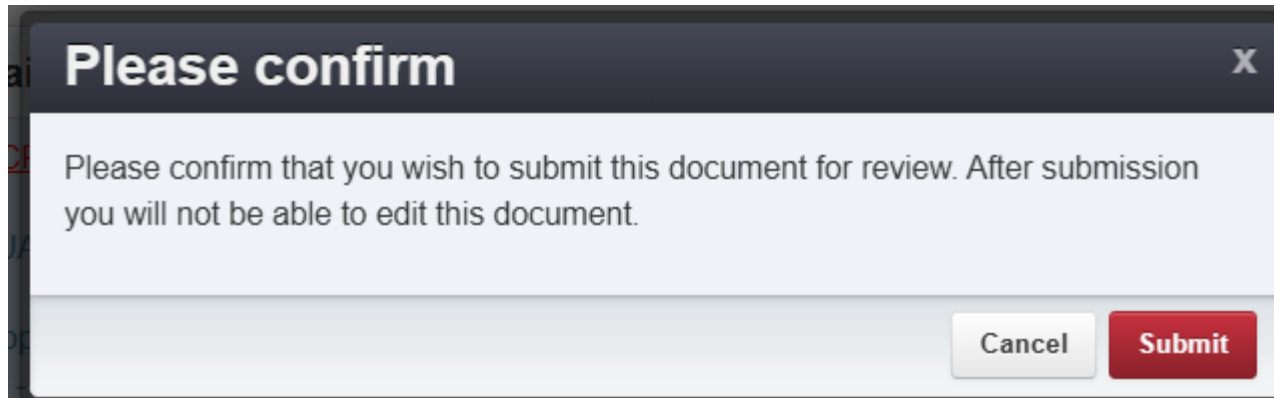 Please confirm
x
Please confirm that you wish to submit this document for review. After submission
you will not be able to edit this document.
Cancel
Submit